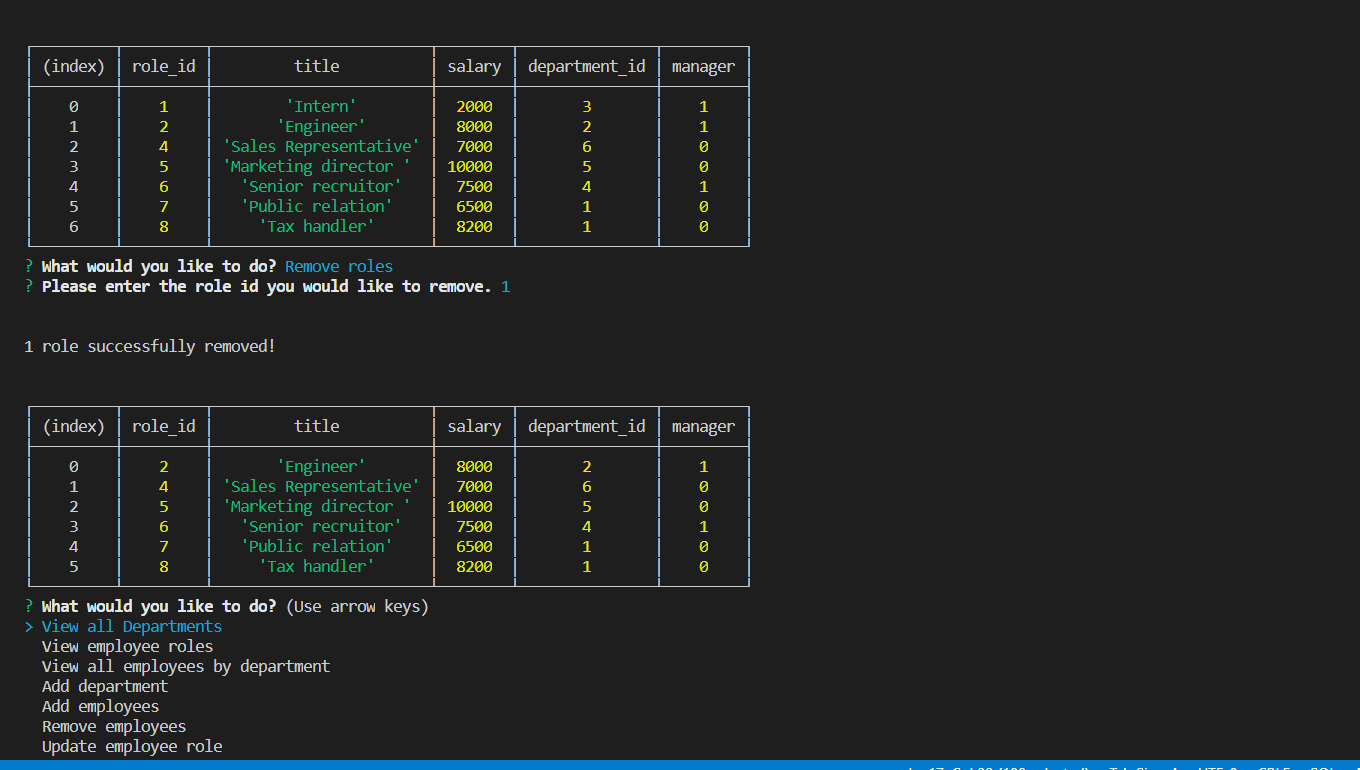 (index) role_id title salary department_id manager
0 1 'Intern' 2000 3 1
1 2 'Engineer' 8000 2 1
2 4 'Sales Representative' 7000 6 0
3 5 'Marketing director ' 10000 5 0
4 6 'Senior recruitor' 7500 4 1
5 7 'Public relation' 6500 1 0
6 8 'Tax handler' 8200 1 0
? What would you like to do? Remove roles
? Please enter the role id you would like to remove. 1
1 role successfully removed!
(index) role_id title salary department_id manager
0 2 'Engineer' 8000 2 1
1 4 'Sales Representative' 7000 6 0
2 5 'Marketing director ' 10000 5 0
3 6 'Senior recruitor' 7500 4 1
4 7 'Public relation' 6500 1 0
5 8 'Tax handler' 8200 1 0
? What would you like to do? (Use arrow keys)
> View all Departments
View employee roles
View all employees by department
Add department
Add employees
Remove employees
Update employee role